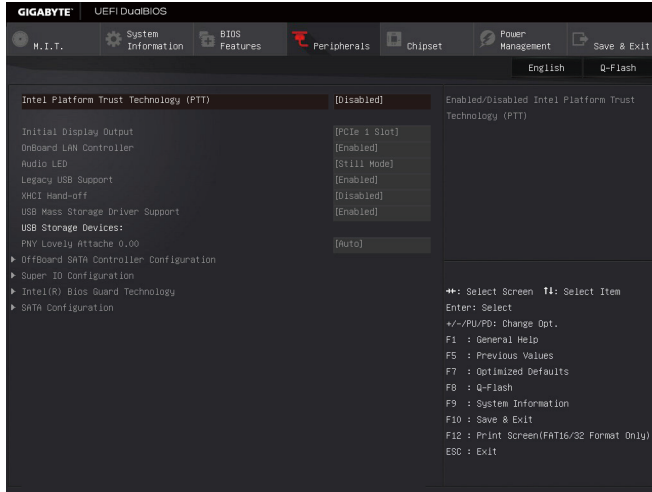 GIGABYTE™ UEFI DualBIOS
M.I.T. System Information BIOS Features Peripherals Chipset Power Management Save & Exit
English Q-Flash
Intel Platform Trust Technology (PTT) [Disabled]
Initial Display Output [PCIe 1 Slot]
OnBoard LAN Controller [Enabled]
Audio LED [Still Mode]
Legacy USB Support [Enabled]
XHCI Hand-off [Disabled]
USB Mass Storage Driver Support [Enabled]
USB Storage Devices:
PNY Lovely Attache 0.00 [Auto]
▶ OffBoard SATA Controller Configuration
▶ Super IO Configuration
▶ Intel(R) Bios Guard Technology
▶ SATA Configuration
Enabled/Disabled Intel Platform Trust
Technology (PTT)
→←: Select Screen ↑↓: Select Item
Enter: Select
+/-/PU/PD: Change Opt.
F1 : General Help
F5 : Previous Values
F7 : Optimized Defaults
F8 : Q-Flash
F9 : System Information
F10 : Save & Exit
F12 : Print Screen(FAT16/32 Format Only)
ESC : Exit